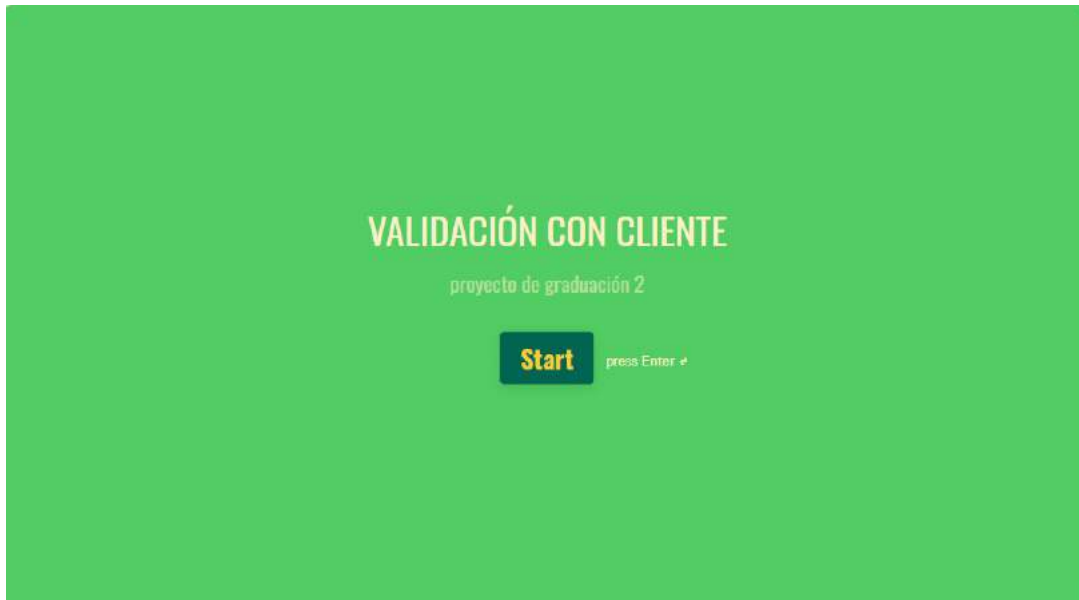 VALIDACIÓN CON CLIENTE
proyecto de graduación 2
Start press Enter ↵